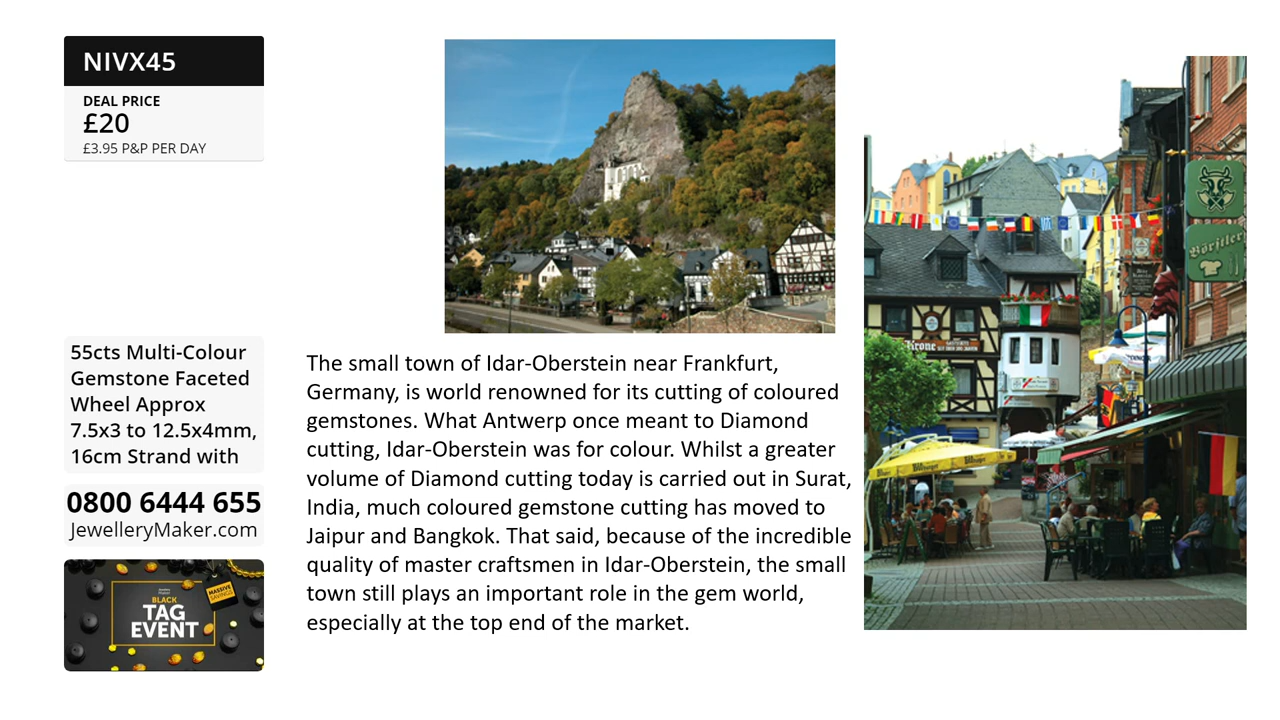 NIVX45
DEAL PRICE
£20
£3.95 P&P PER DAY
55cts Multi-Colour
Gemstone Faceted
Wheel Approx
7.5x3 to 12.5x4mm,
16cm Strand with
0800 6444 655
JewelleryMaker.com
MASSIVE
SAVINGS
BLACK
TAG
EVENT
The small town of Idar-Oberstein near Frankfurt,
Germany, is world renowned for its cutting of coloured
gemstones. What Antwerp once meant to Diamond
cutting, Idar-Oberstein was for colour. Whilst a greater
volume of Diamond cutting today is carried out in Surat,
India, much coloured gemstone cutting has moved to
Jaipur and Bangkok. That said, because of the incredible
quality of master craftsmen in Idar-Oberstein, the small
town still plays an important role in the gem world,
especially at the top end of the market.
Börstler
Krone